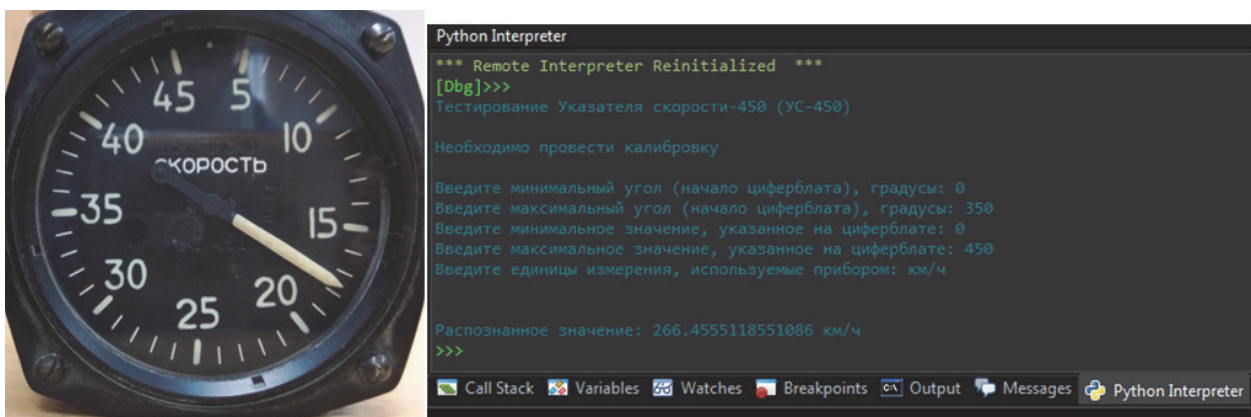 45 5
40 10
СКОРОСТЬ
35 15
30 20
25
Python Interpreter
*** Remote Interpreter Reinitialized ***
[Dbg]>>>
Тестирование Указателя скорости-450 (УС-450)
Необходимо провести калибровку
Введите минимальный угол (начало циферблата), градусы: 0
Введите максимальный угол (начало циферблата), градусы: 350
Введите минимальное значение, указанное на циферблате: 0
Введите максимальное значение, указанное на циферблате: 450
Введите единицы измерения, используемые прибором: км/ч
Распознанное значение: 266.4555118551086 км/ч
>>>
Call Stack Variables Watches Breakpoints Output Messages Python Interpreter